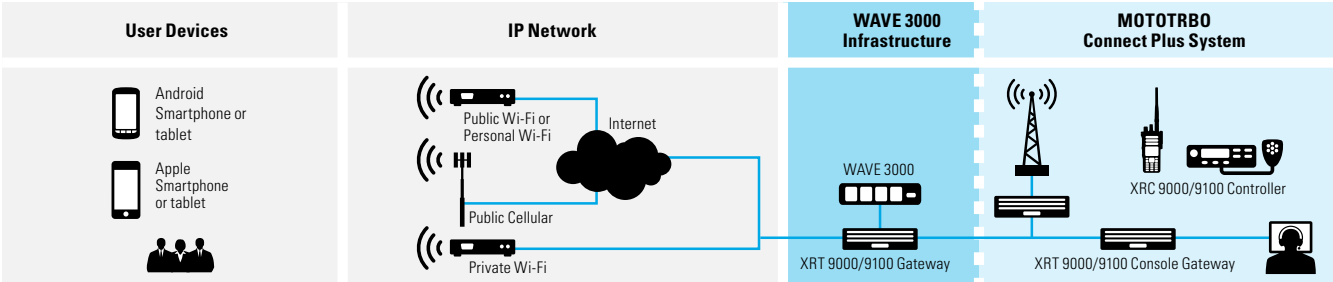 User Devices
IP Network
WAVE 3000
Infrastructure
MOTOTRBO
Connect Plus System
Android
Smartphone or
tablet
Apple
Smartphone
or tablet
Public Wi-Fi or
Personal Wi-Fi
Internet
Public Cellular
Private Wi-Fi
WAVE 3000
XRT 9000/9100 Gateway
XRC 9000/9100 Controller
XRT 9000/9100 Console Gateway